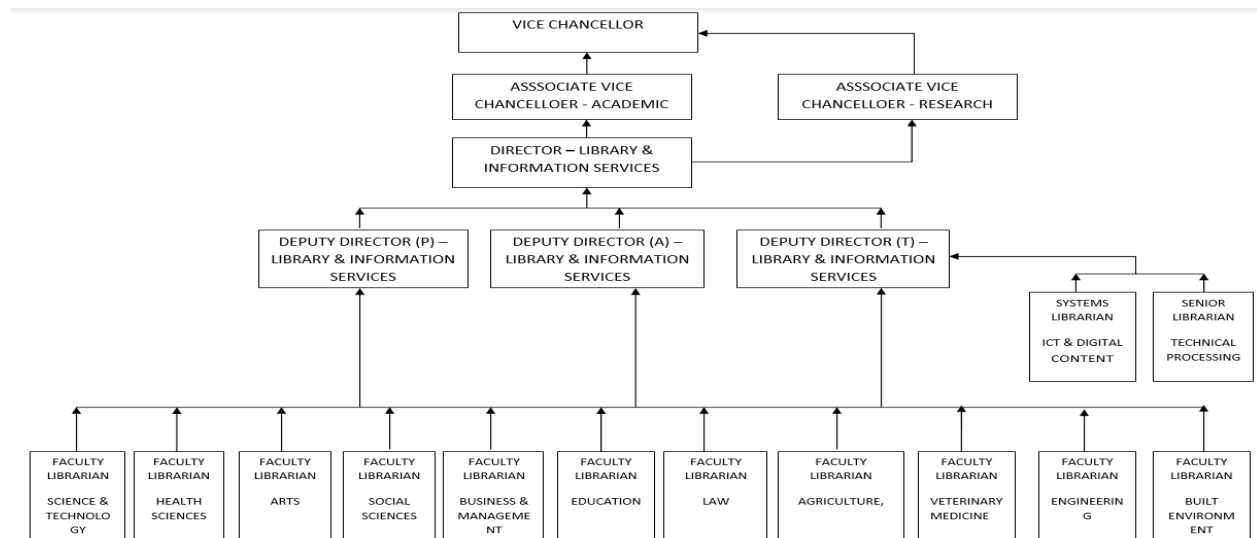 VICE CHANCELLOR
ASSSOCIATE VICE
CHANCELLOER - ACADEMIC
ASSSOCIATE VICE
CHANCELLOER - RESEARCH
DIRECTOR – LIBRARY &
INFORMATION SERVICES
DEPUTY DIRECTOR (P) –
LIBRARY & INFORMATION
SERVICES
DEPUTY DIRECTOR (A) –
LIBRARY & INFORMATION
SERVICES
DEPUTY DIRECTOR (T) –
LIBRARY & INFORMATION
SERVICES
SYSTEMS
LIBRARIAN
ICT & DIGITAL
CONTENT
SENIOR
LIBRARIAN
TECHNICAL
PROCESSING
FACULTY
LIBRARIAN
SCIENCE &
TECHNOLO
GY
FACULTY
LIBRARIAN
HEALTH
SCIENCES
FACULTY
LIBRARIAN
ARTS
FACULTY
LIBRARIAN
SOCIAL
SCIENCES
FACULTY
LIBRARIAN
BUSINESS &
MANAGEME
NT
FACULTY
LIBRARIAN
EDUCATION
FACULTY
LIBRARIAN
LAW
FACULTY
LIBRARIAN
AGRICULTURE,
FACULTY
LIBRARIAN
VETERINARY
MEDICINE
FACULTY
LIBRARIAN
ENGINEERIN
G
FACULTY
LIBRARIAN
BUILT
ENVIRONM
ENT